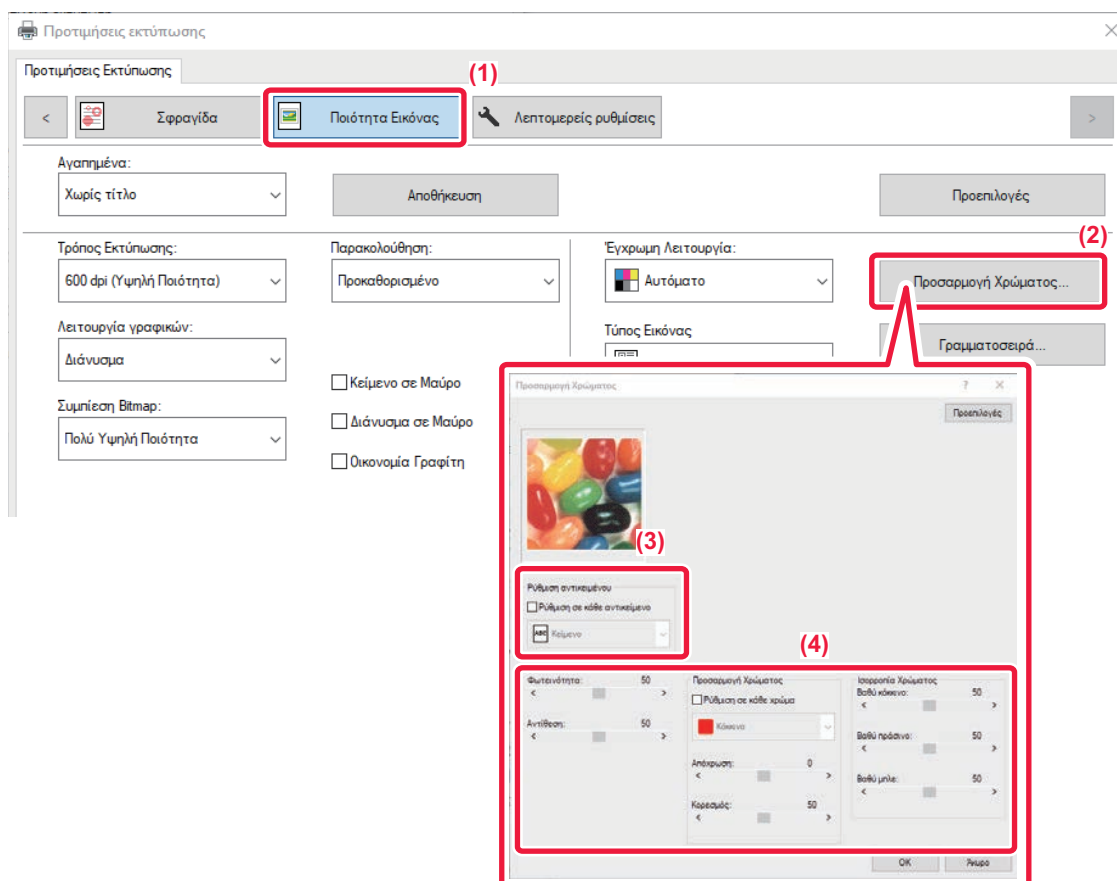 Προτιμήσεις εκτύπωσης
Προτιμήσεις Εκτύπωσης
(1)
< Σφραγίδα Ποιότητα Εικόνας Λεπτομερείς ρυθμίσεις >
Αγαπημένα:
Χωρίς τίτλο Αποθήκευση Προεπιλογές
(2)
Τρόπος Εκτύπωσης: Παρακολούθηση: Έγχρωμη Λειτουργία:
600 dpi (Υψηλή Ποιότητα) Προκαθορισμένο Αυτόματο Προσαρμογή Χρώματος...
Λειτουργία γραφικών: Τύπος Εικόνας
Διάνυσμα Γραμματοσειρά...
Κείμενο σε Μαύρο
Συμπίεση Bitmap:
Διάνυσμα σε Μαύρο
Πολύ Υψηλή Ποιότητα
Οικονομία Γραφίτη
Προσαρμογή Χρώματος ? ×
Προεπιλογές
(3)
Ρύθμιση αντικειμένου
Ρύθμιση σε κάθε αντικείμενο
ABC Κείμενο
(4)
Φωτεινότητα: 50 Προσαρμογή Χρώματος Ισορροπία Χρώματος
Ρύθμιση σε κάθε χρώμα Βαθύ κόκκινο: 50
Αντίθεση: 50 Κόκκινο
Βαθύ πράσινο: 50
Απόχρωση: 0
Βαθύ μπλε: 50
Κορεσμός: 50
OK Άκυρο